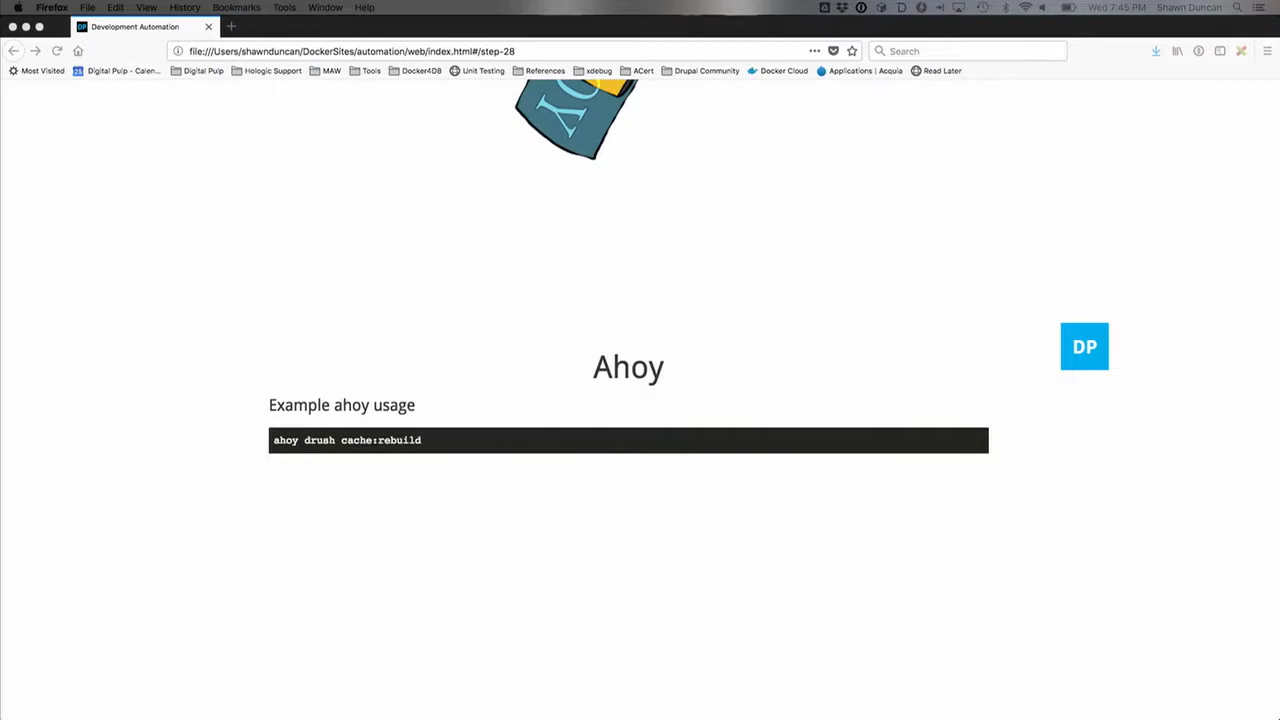 Firefox File Edit View History Bookmarks Tools Window Help Wed 7:45 PM Shawn Duncan
DP Development Automation
file:///Users/shawnduncan/DockerSites/automation/web/index.html#/step-28 Search
Most Visited Digital Pulp - Calen... Digital Pulp Hologic Support MAW Tools Docker4D8 Unit Testing References xdebug ACert Drupal Community Docker Cloud Applications | Acquia Read Later
DP
Ahoy
Example ahoy usage
ahoy drush cache:rebuild